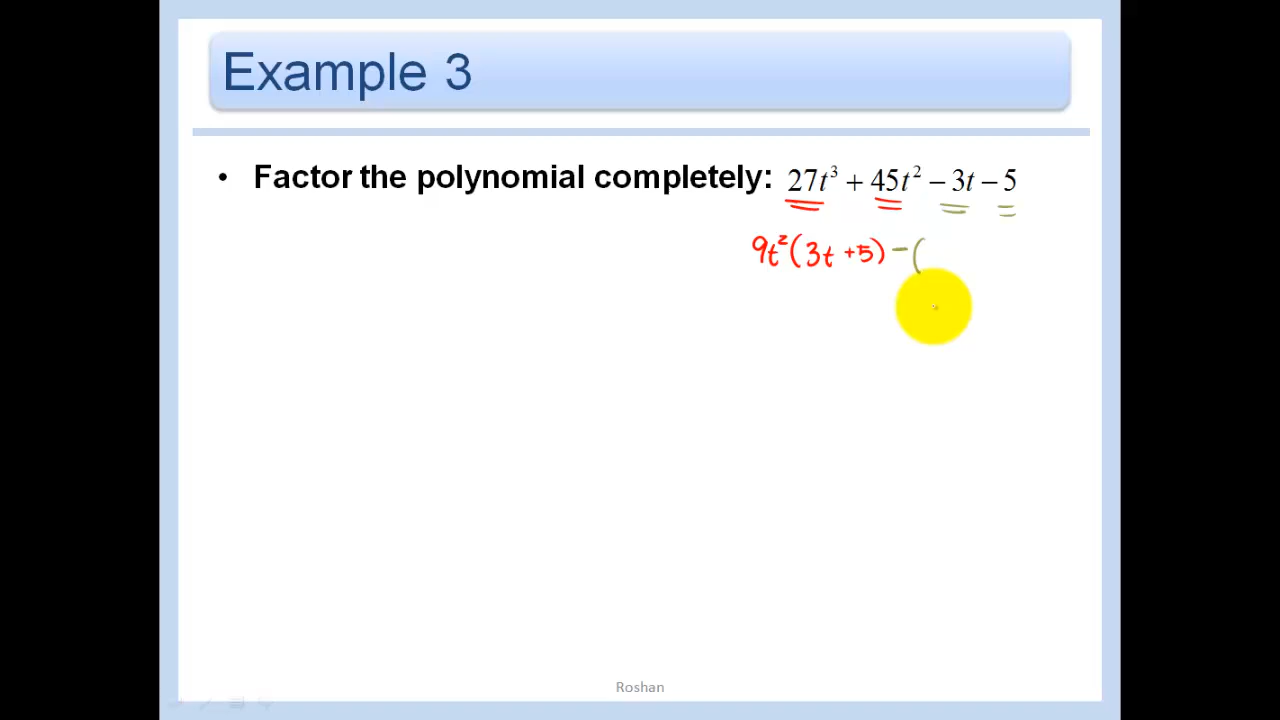 Example 3
• Factor the polynomial completely: 27t³ + 45t² − 3t − 5
9t²(3t +5) −(
Roshan